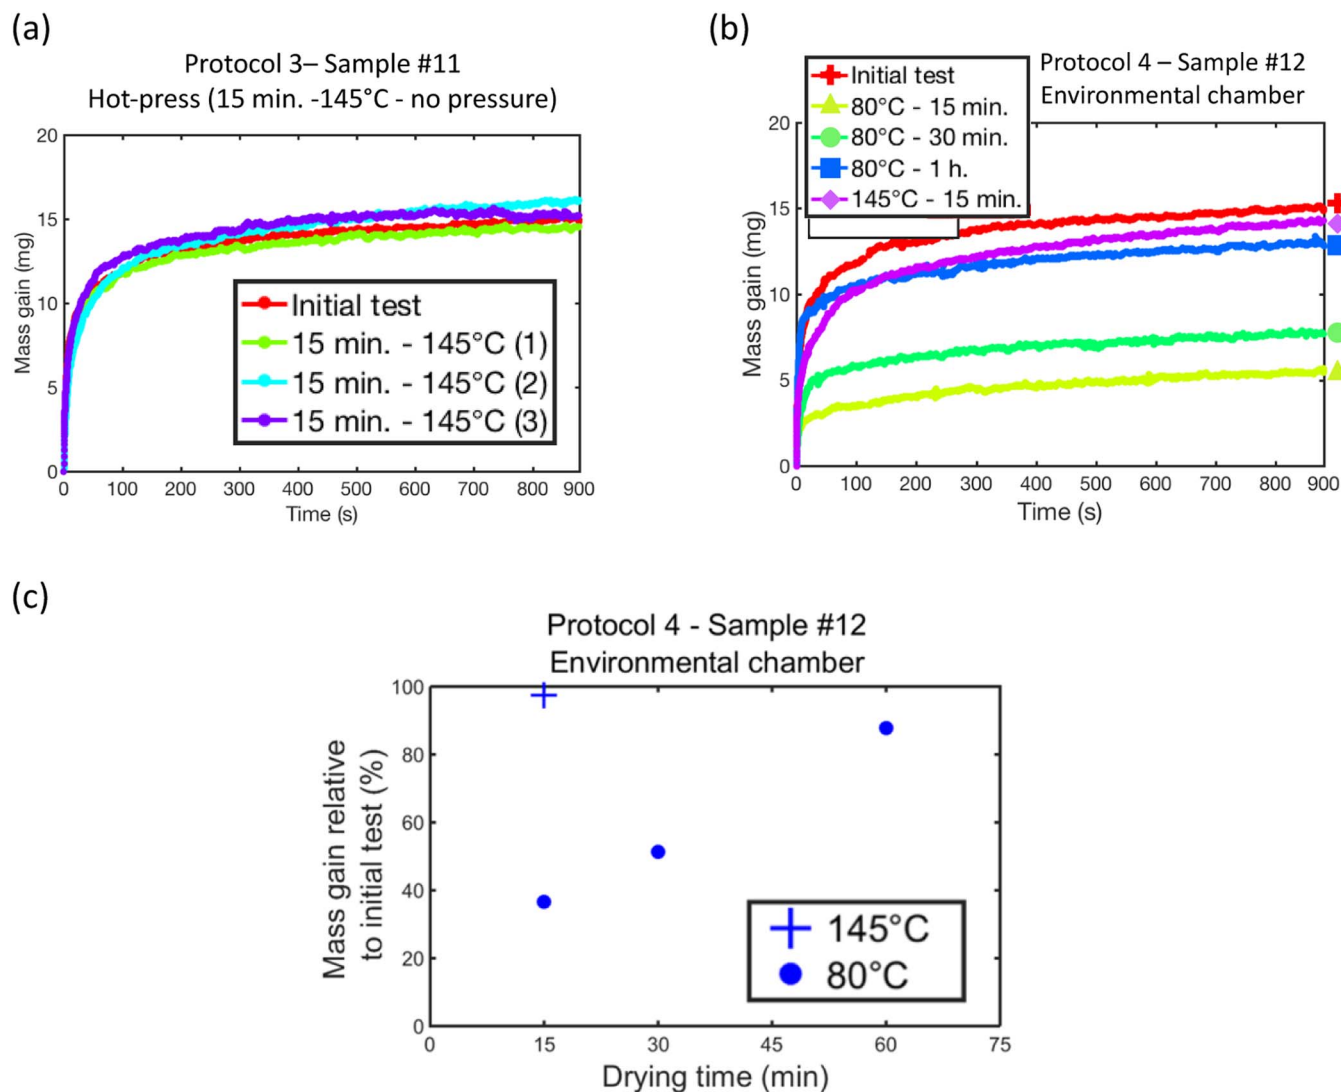 (a)
Protocol 3– Sample #11
Hot-press (15 min. -145°C - no pressure)
20
15
10
5
0
Mass gain (mg)
0 100 200 300 400 500 600 700 800 900
Time (s)
Initial test
15 min. - 145°C (1)
15 min. - 145°C (2)
15 min. - 145°C (3)
(b)
Protocol 4 – Sample #12
Environmental chamber
Initial test
80°C - 15 min.
80°C - 30 min.
80°C - 1 h.
145°C - 15 min.
20
15
10
5
0
Mass gain (mg)
0 100 200 300 400 500 600 700 800 900
Time (s)
(c)
Protocol 4 - Sample #12
Environmental chamber
100
80
60
40
20
0
Mass gain relative
to initial test (%)
0 15 30 45 60 75
Drying time (min)
145°C
80°C